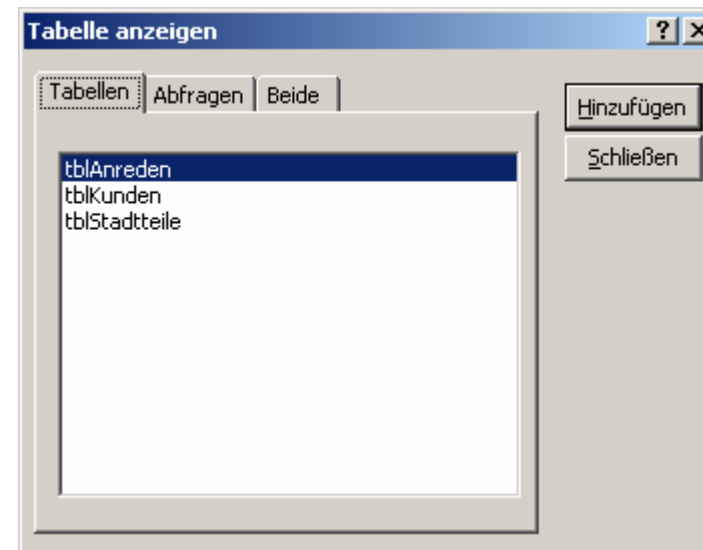 Tabelle anzeigen
Tabellen Abfragen Beide
Hinzufügen
Schließen
tblAnreden
tblKunden
tblStadtteile